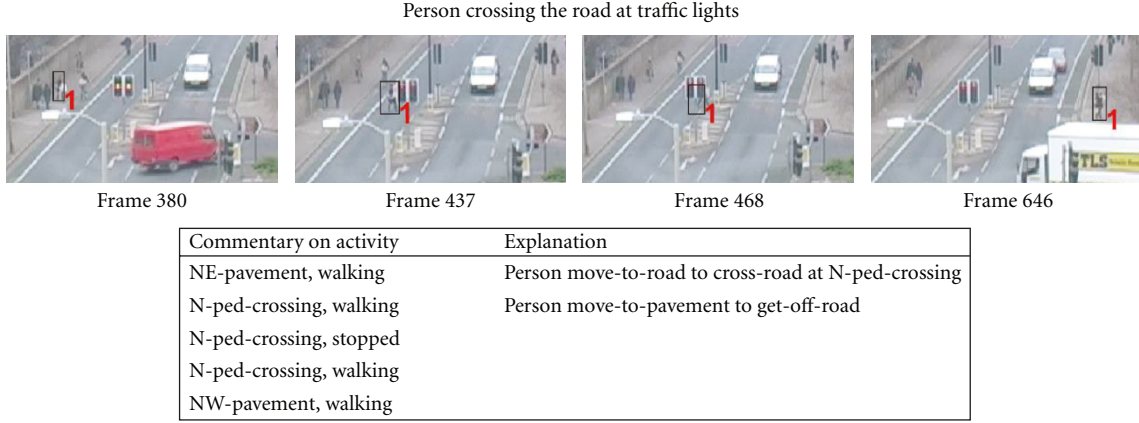 Person crossing the road at traffic lights
1
1
1
1
TLS
Frame 380
Frame 437
Frame 468
Frame 646
Commentary on activity Explanation
NE-pavement, walking Person move-to-road to cross-road at N-ped-crossing
N-ped-crossing, walking Person move-to-pavement to get-off-road
N-ped-crossing, stopped
N-ped-crossing, walking
NW-pavement, walking